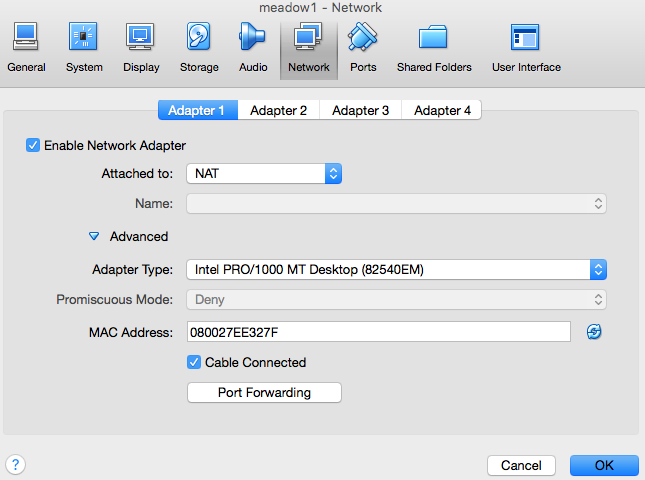 meadow1 - Network
General System Display Storage Audio Network Ports Shared Folders User Interface
Adapter 1 Adapter 2 Adapter 3 Adapter 4
Enable Network Adapter
Attached to: NAT
Name:
Advanced
Adapter Type: Intel PRO/1000 MT Desktop (82540EM)
Promiscuous Mode: Deny
MAC Address: 080027EE327F
Cable Connected
Port Forwarding
? Cancel OK